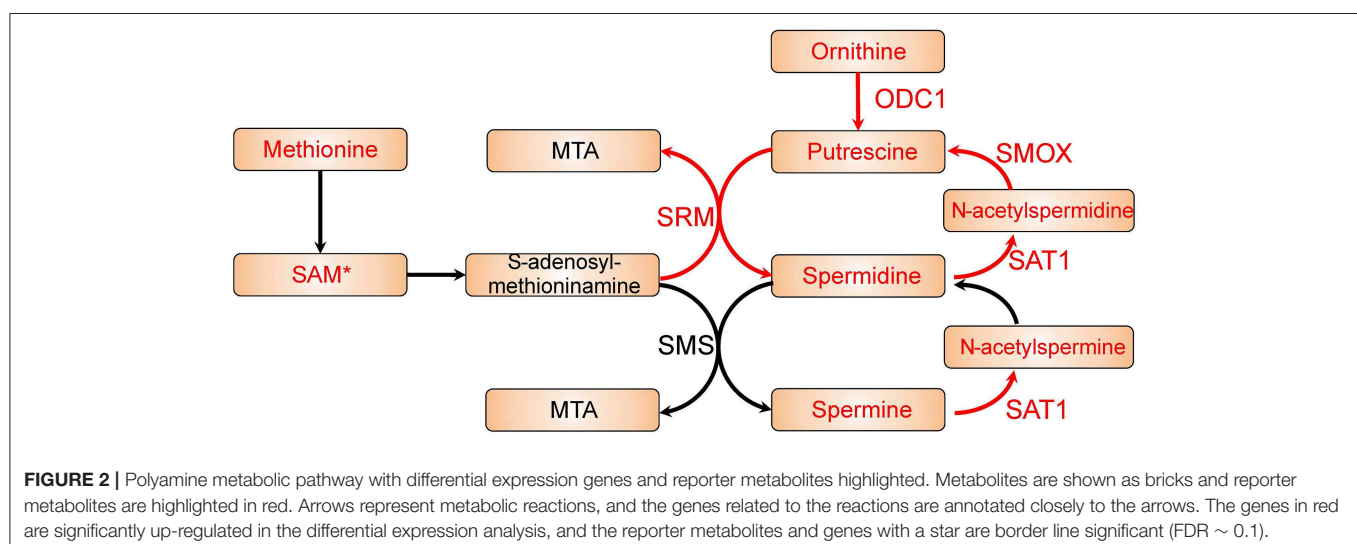 Ornithine
ODC1
Methionine
MTA
Putrescine
SMOX
N-acetylspermidine
SRM
SAM*
S-adenosyl-
methioninamine
Spermidine
SAT1
SMS
N-acetylspermine
MTA
Spermine
SAT1
FIGURE 2 | Polyamine metabolic pathway with differential expression genes and reporter metabolites highlighted. Metabolites are shown as bricks and reporter
metabolites are highlighted in red. Arrows represent metabolic reactions, and the genes related to the reactions are annotated closely to the arrows. The genes in red
are significantly up-regulated in the differential expression analysis, and the reporter metabolites and genes with a star are border line significant (FDR ~ 0.1).